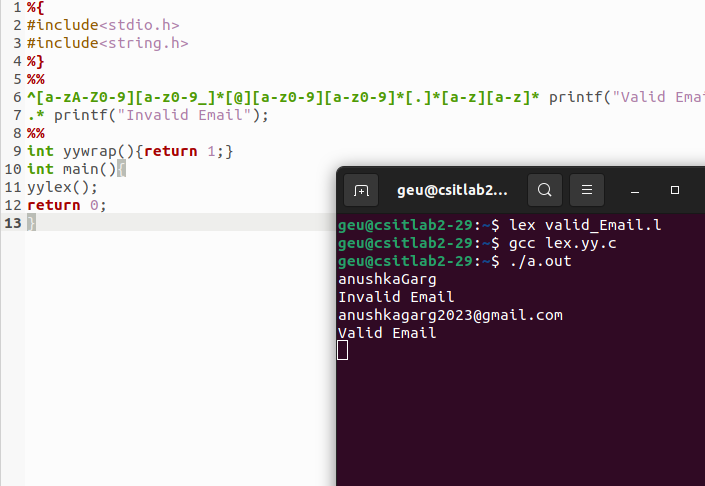 1 %{
2 #include<stdio.h>
3 #include<string.h>
4 %}
5 %%
6 ^[a-zA-Z0-9][a-z0-9_]*[@][a-z0-9][a-z0-9]*[.]*[a-z][a-z]* printf("Valid Emai
7 .* printf("Invalid Email");
8 %%
9 int yywrap(){return 1;}
10 int main(){
11 yylex();
12 return 0;
13 }
geu@csitlab2...
geu@csitlab2-29:~$ lex valid_Email.l
geu@csitlab2-29:~$ gcc lex.yy.c
geu@csitlab2-29:~$ ./a.out
anushkaGarg
Invalid Email
anushkagarg2023@gmail.com
Valid Email